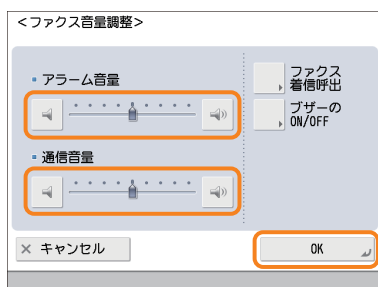 <ファクス音量調整>
▪ アラーム音量
ファクス
着信呼出
ブザーの
ON/OFF
▪ 通信音量
× キャンセル
OK